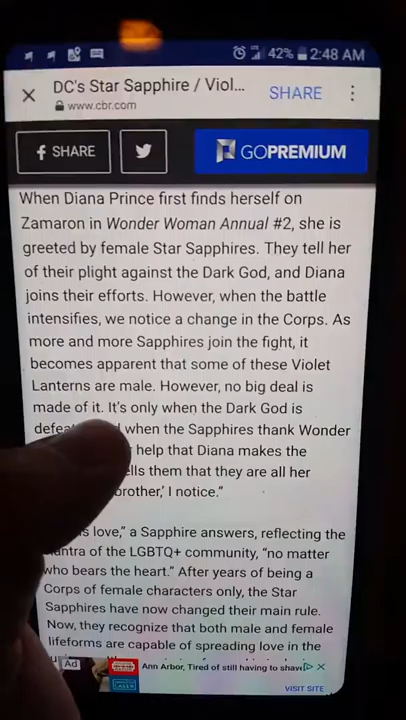 42% 2:48 AM
DC's Star Sapphire / Viol...
SHARE
www.cbr.com
f SHARE
GOPREMIUM
When Diana Prince first finds herself on
Zamaron in Wonder Woman Annual #2, she is
greeted by female Star Sapphires. They tell her
of their plight against the Dark God, and Diana
joins their efforts. However, when the battle
intensifies, we notice a change in the Corps. As
more and more Sapphires join the fight, it
becomes apparent that some of these Violet
Lanterns are male. However, no big deal is
made of it. It's only when the Dark God is
when the Sapphires thank Wonder
help that Diana makes the
them that they are all her
brother,' I notice."
love," a Sapphire answers, reflecting the
mantra of the LGBTQ+ community, "no matter
who bears the heart." After years of being a
Corps of female characters only, the Star
Sapphires have now changed their main rule.
Now, they recognize that both male and female
lifeforms are capable of spreading love in the
Ad
Ann Arbor, Tired of still having to shave
VISIT SITE